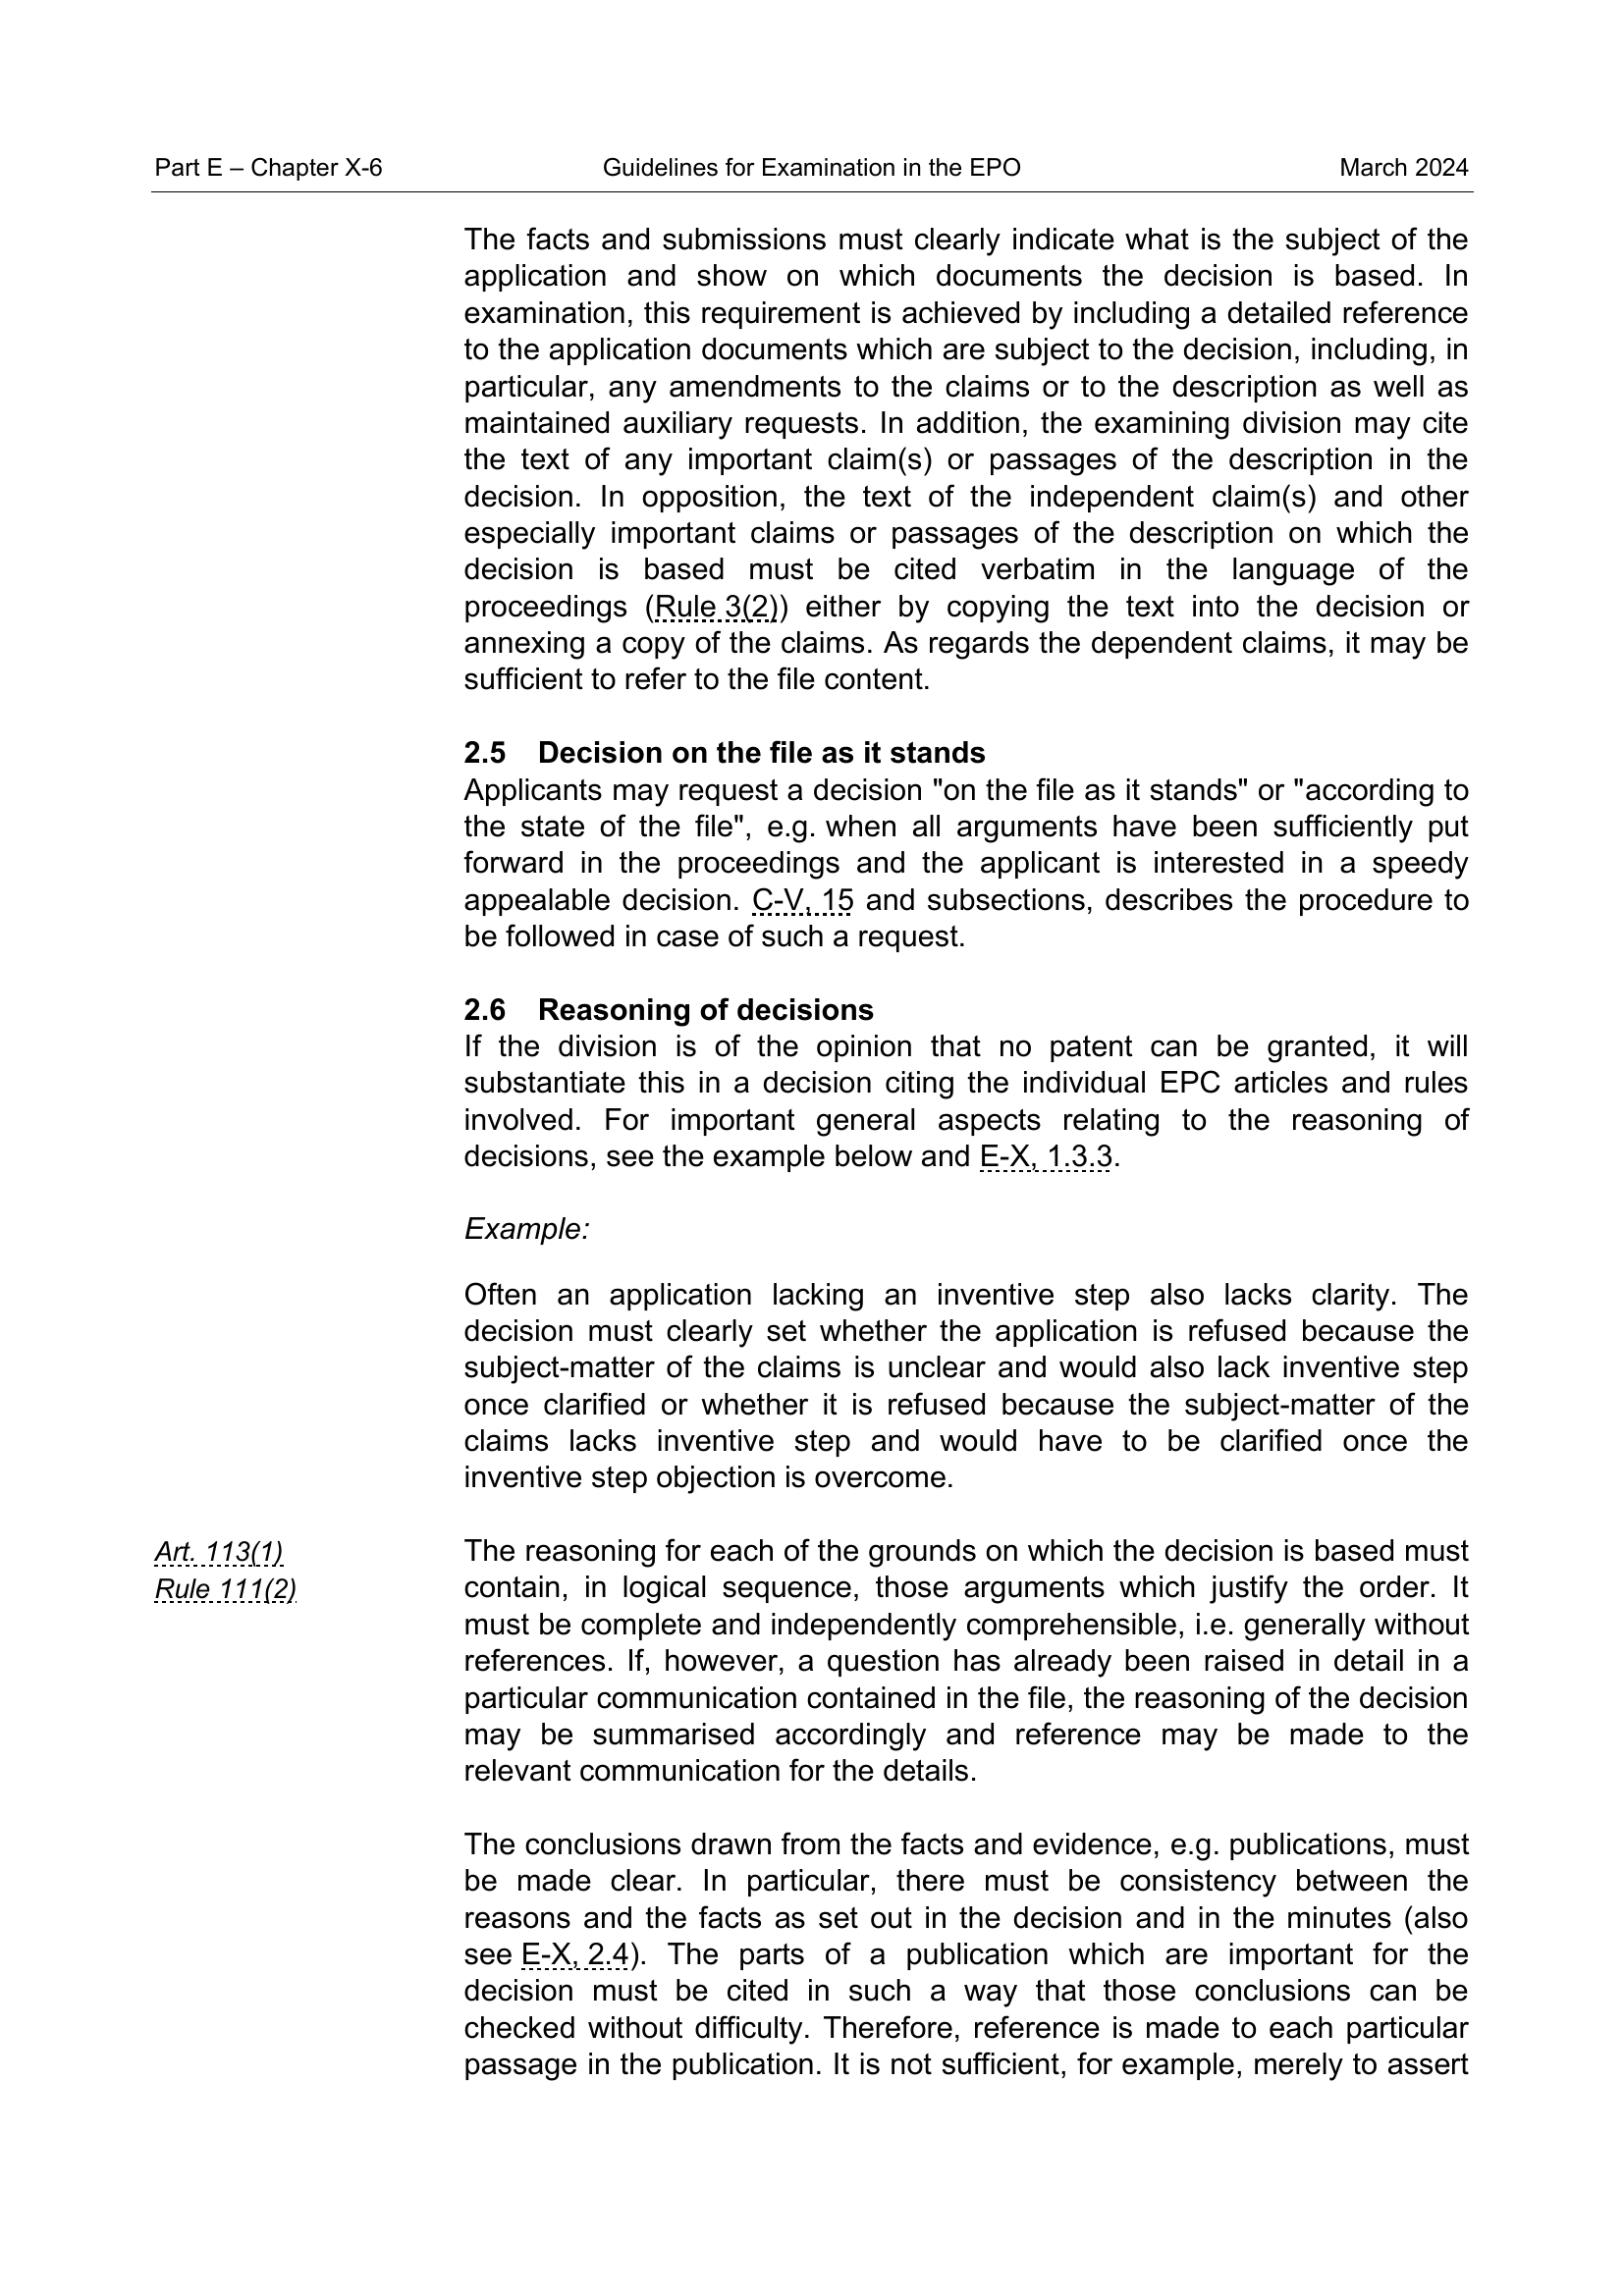 Part E – Chapter X-6 Guidelines for Examination in the EPO March 2024
The facts and submissions must clearly indicate what is the subject of the
application and show on which documents the decision is based. In
examination, this requirement is achieved by including a detailed reference
to the application documents which are subject to the decision, including, in
particular, any amendments to the claims or to the description as well as
maintained auxiliary requests. In addition, the examining division may cite
the text of any important claim(s) or passages of the description in the
decision. In opposition, the text of the independent claim(s) and other
especially important claims or passages of the description on which the
decision is based must be cited verbatim in the language of the
proceedings (Rule 3(2)) either by copying the text into the decision or
annexing a copy of the claims. As regards the dependent claims, it may be
sufficient to refer to the file content.
2.5 Decision on the file as it stands
Applicants may request a decision "on the file as it stands" or "according to
the state of the file", e.g. when all arguments have been sufficiently put
forward in the proceedings and the applicant is interested in a speedy
appealable decision. C-V, 15 and subsections, describes the procedure to
be followed in case of such a request.
2.6 Reasoning of decisions
If the division is of the opinion that no patent can be granted, it will
substantiate this in a decision citing the individual EPC articles and rules
involved. For important general aspects relating to the reasoning of
decisions, see the example below and E-X, 1.3.3.
Example:
Often an application lacking an inventive step also lacks clarity. The
decision must clearly set whether the application is refused because the
subject-matter of the claims is unclear and would also lack inventive step
once clarified or whether it is refused because the subject-matter of the
claims lacks inventive step and would have to be clarified once the
inventive step objection is overcome.
Art. 113(1)
Rule 111(2)
The reasoning for each of the grounds on which the decision is based must
contain, in logical sequence, those arguments which justify the order. It
must be complete and independently comprehensible, i.e. generally without
references. If, however, a question has already been raised in detail in a
particular communication contained in the file, the reasoning of the decision
may be summarised accordingly and reference may be made to the
relevant communication for the details.
The conclusions drawn from the facts and evidence, e.g. publications, must
be made clear. In particular, there must be consistency between the
reasons and the facts as set out in the decision and in the minutes (also
see E-X, 2.4). The parts of a publication which are important for the
decision must be cited in such a way that those conclusions can be
checked without difficulty. Therefore, reference is made to each particular
passage in the publication. It is not sufficient, for example, merely to assert